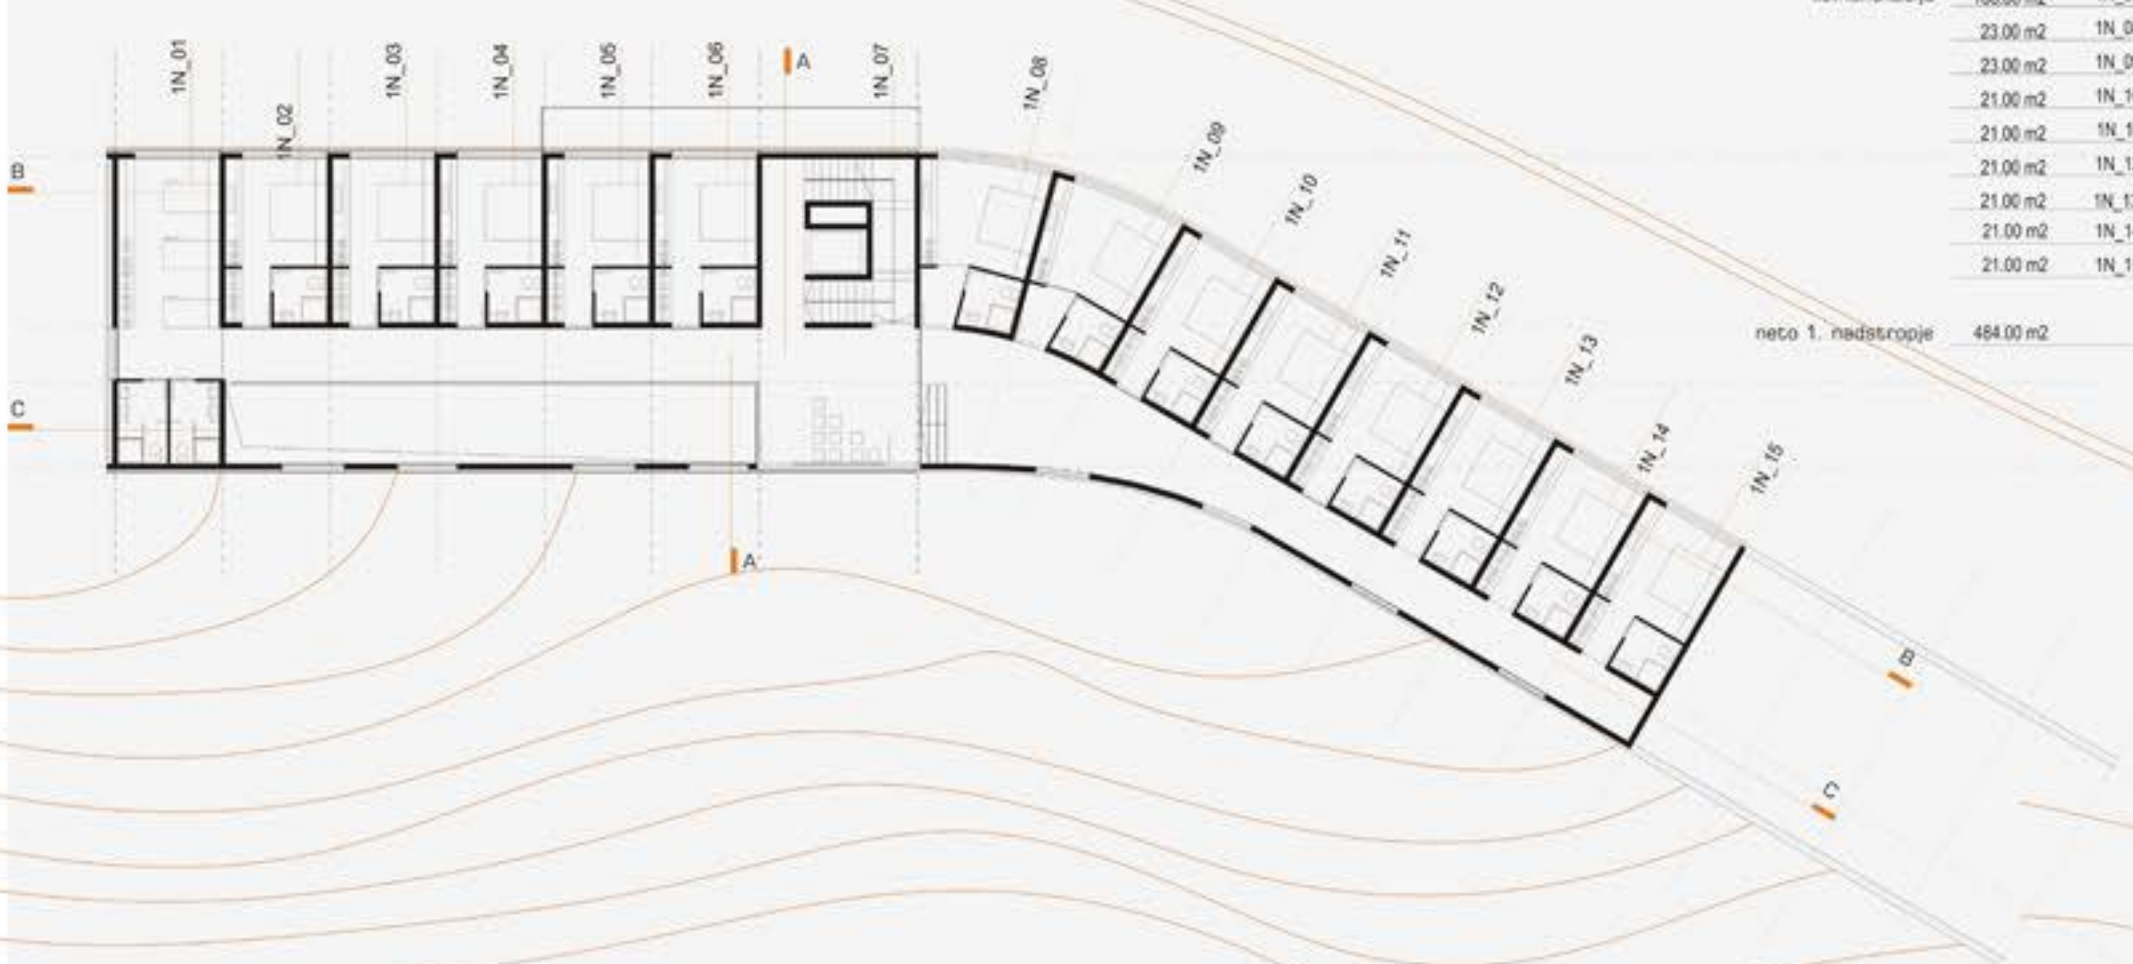 1N_01
1N_02
1N_03
1N_04
1N_05
1N_06
A
1N_07
1N_08
1N_09
1N_10
1N_11
1N_12
1N_13
1N_14
1N_15
B
C
A
B
C
23.00 m2
23.00 m2
21.00 m2
21.00 m2
21.00 m2
21.00 m2
21.00 m2
21.00 m2
neto 1. nadstropje 484.00 m2